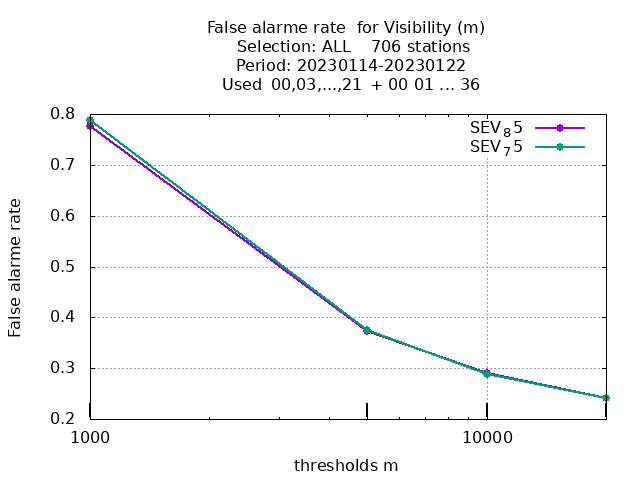 False alarme rate  for Visibility (m)
Selection: ALL    706 stations
Period: 20230114-20230122
Used  00,03,...,21  + 00 01 ... 36
SEV₈5
SEV₇5
0.8
0.7
0.6
0.5
0.4
0.3
0.2
False alarme rate
1000
10000
thresholds m